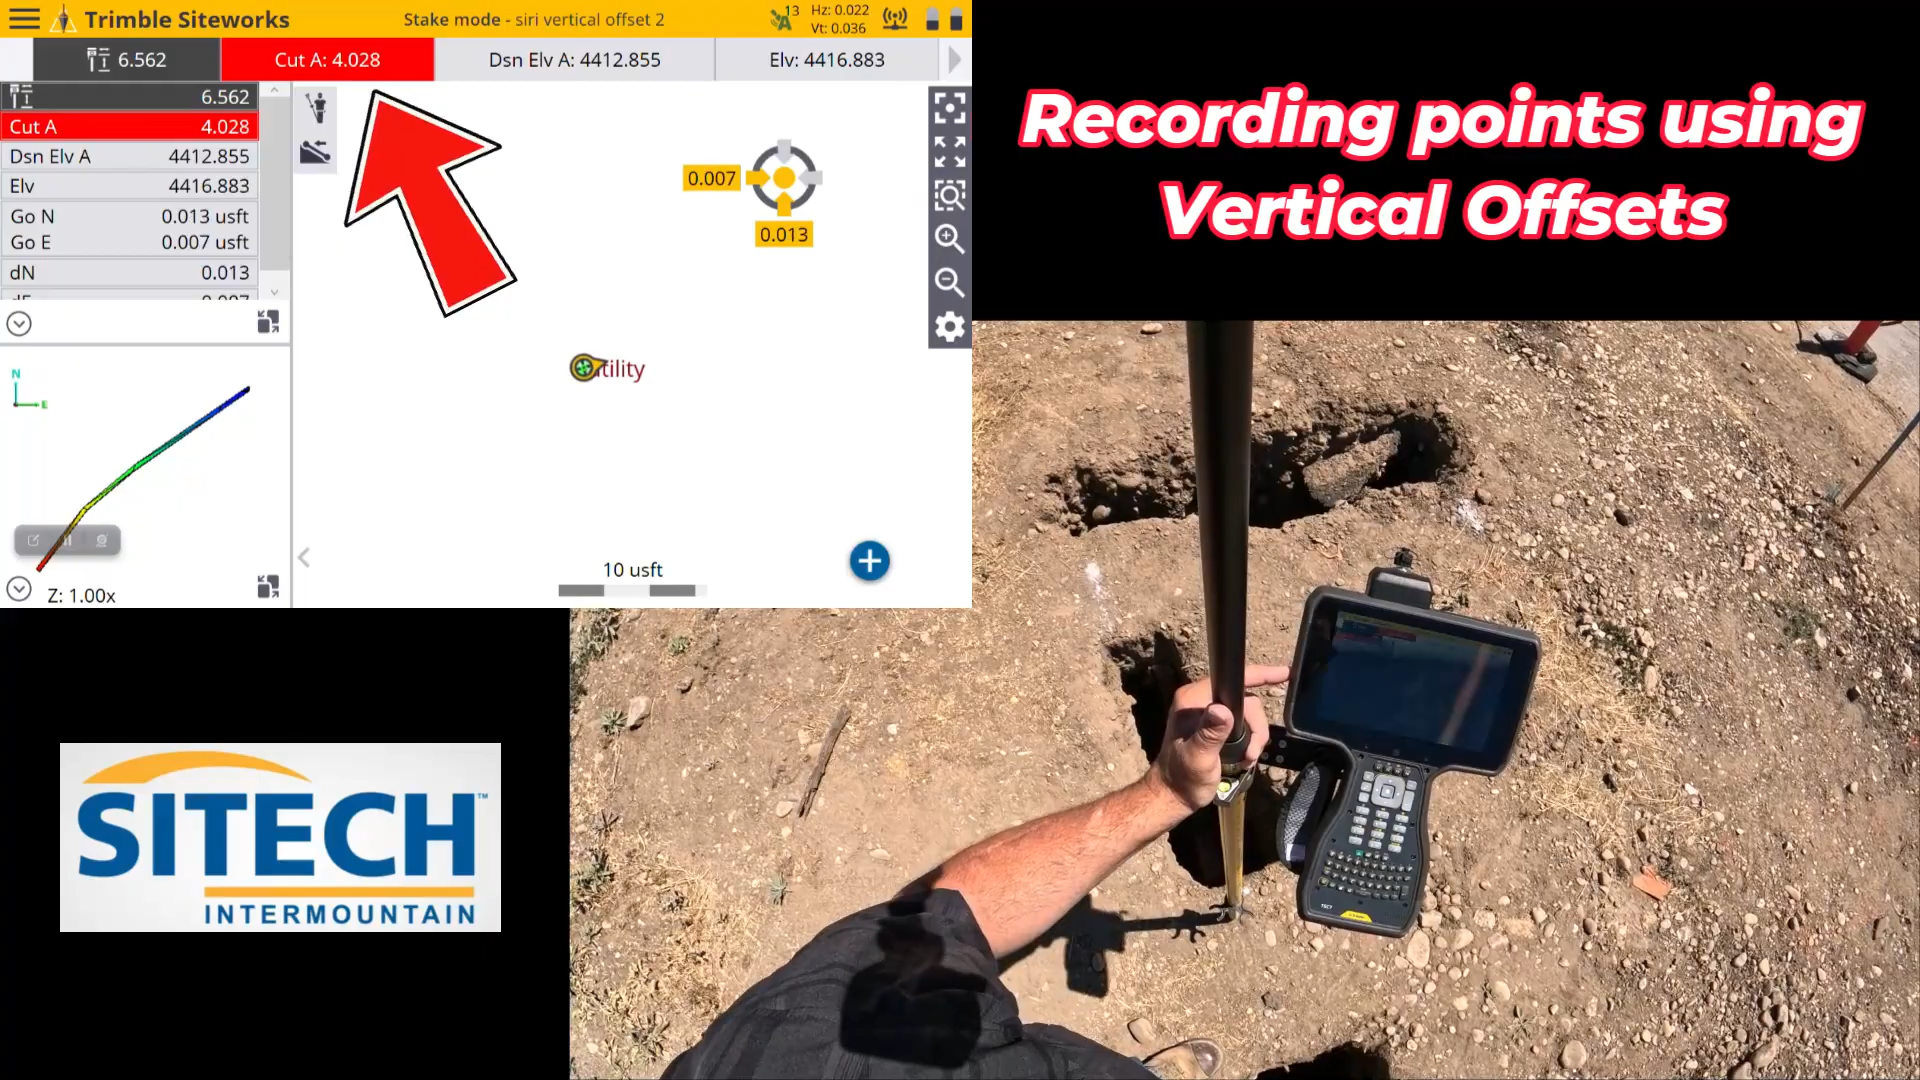 Trimble Siteworks
Stake mode - siri vertical offset 2
13
Hz: 0.022
Vt: 0.036
6.562
Cut A: 4.028
Dsn Elv A: 4412.855
Elv: 4416.883
6.562
Cut A 4.028
Dsn Elv A 4412.855
Elv 4416.883
Go N 0.013 usft
Go E 0.007 usft
dN 0.013
0.007
0.013
tility
10 usft
N
E
Z: 1.00x
Recording points using
Vertical Offsets
SITECH™
INTERMOUNTAIN
TSC7